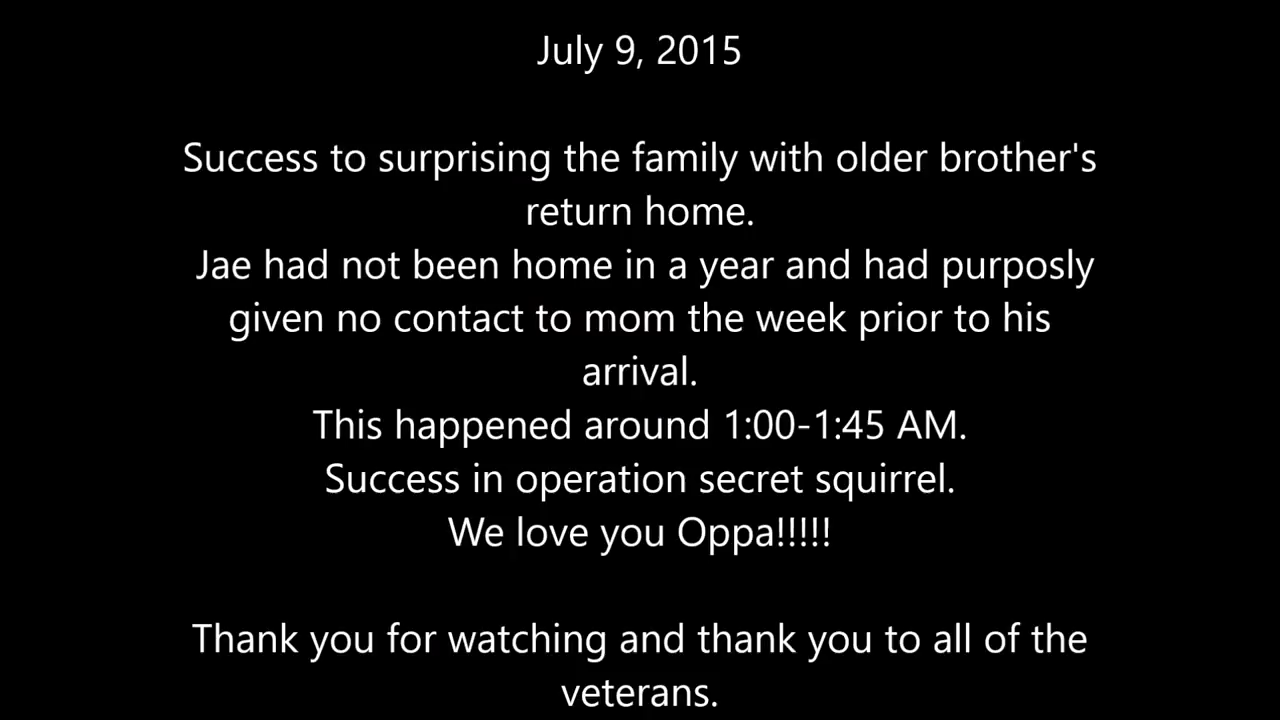 July 9, 2015
Success to surprising the family with older brother's
return home.
Jae had not been home in a year and had purposly
given no contact to mom the week prior to his
arrival.
This happened around 1:00-1:45 AM.
Success in operation secret squirrel.
We love you Oppa!!!!!
Thank you for watching and thank you to all of the
veterans.